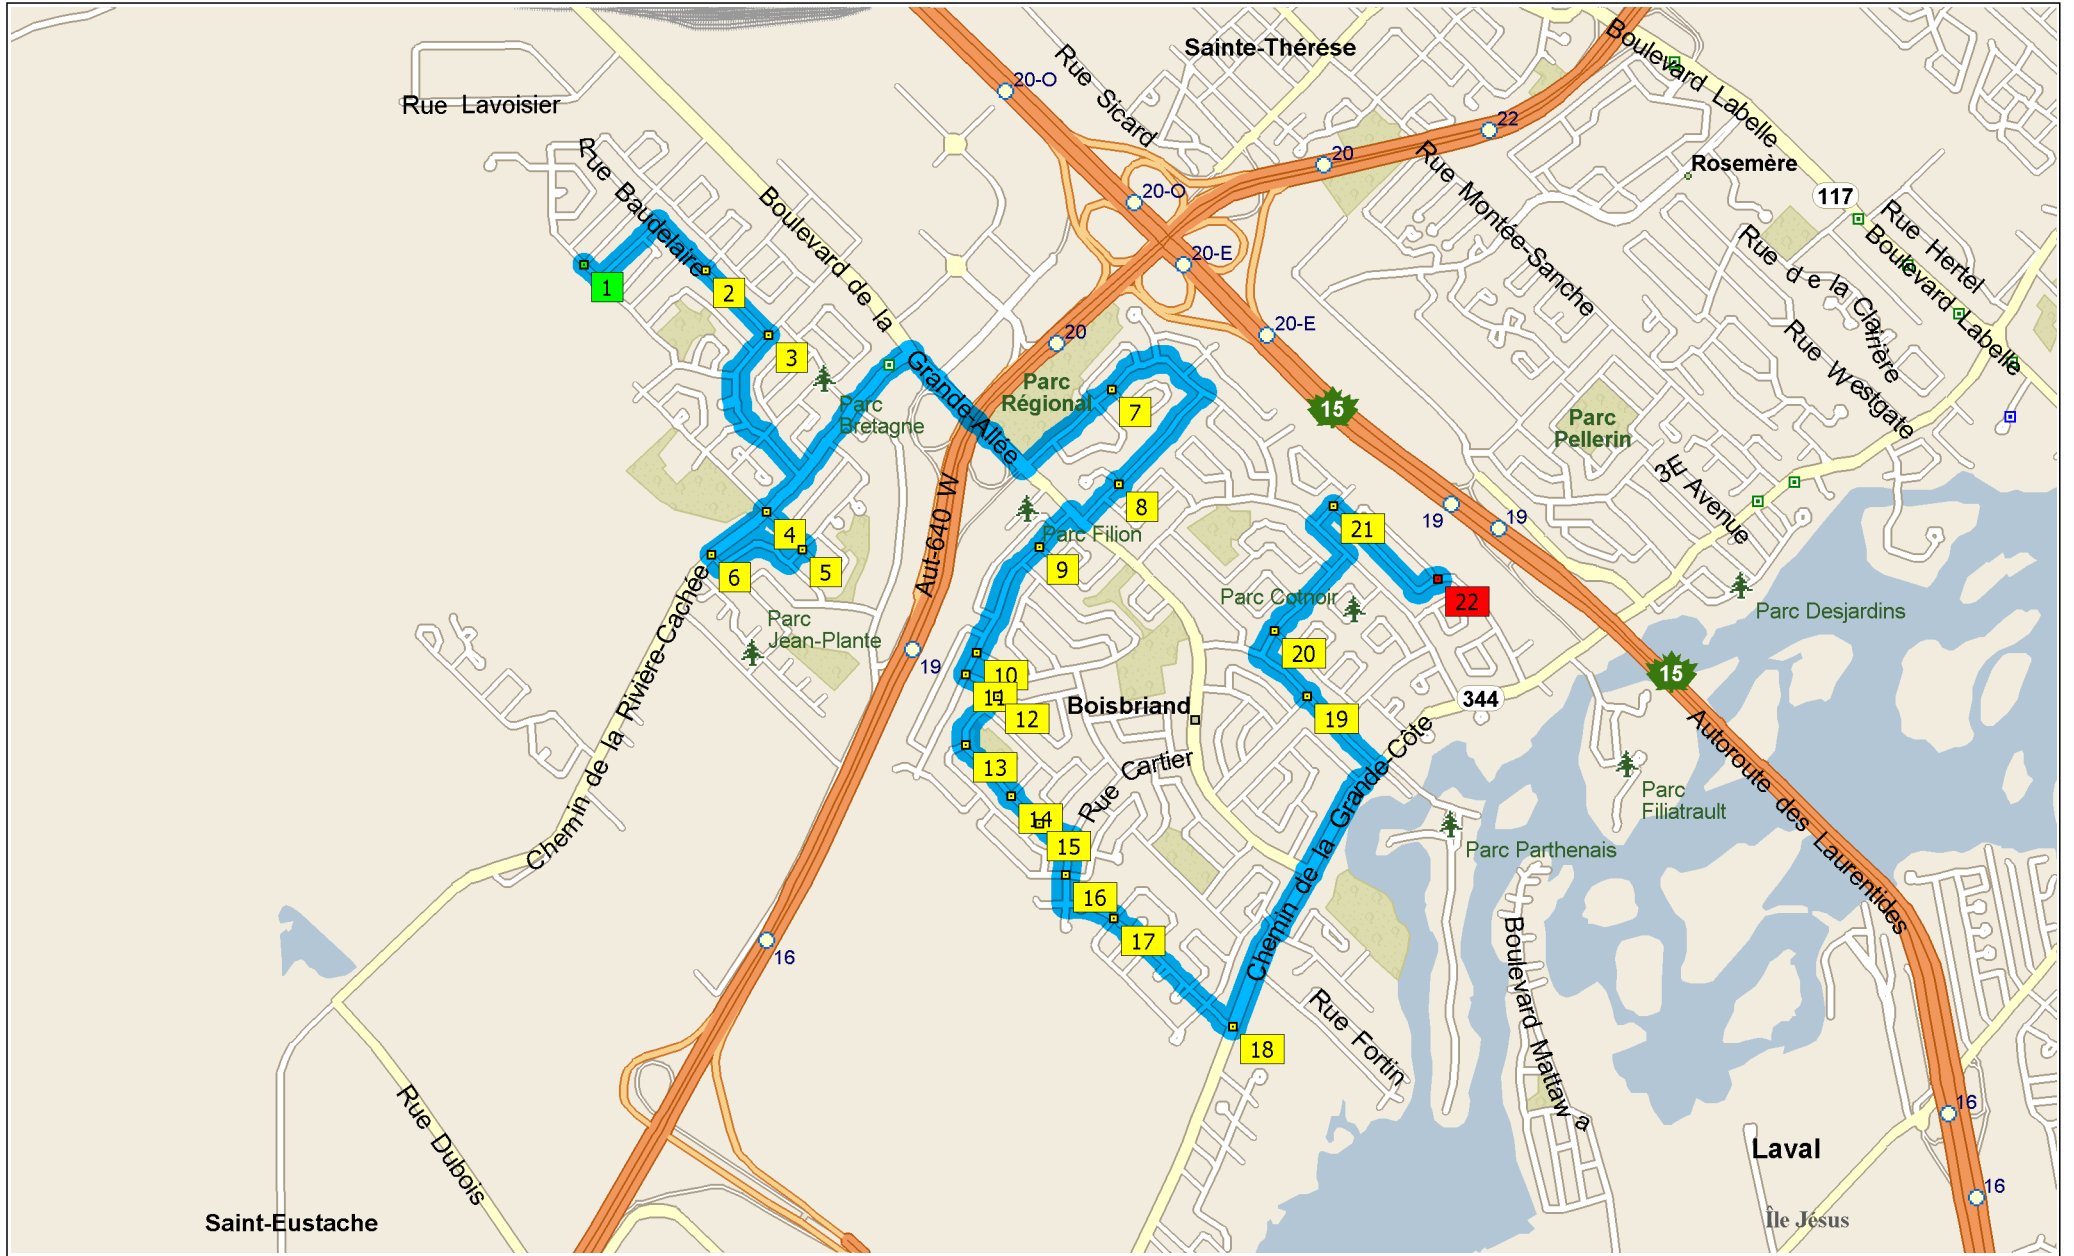 20-O
Sainte-Thérése
Rue Sicard
Boulevard Labelle
Rue Lavoisier
22
20
Rue Montée-Sanche
Rosemère
117
Rue Baudelaire
20-O
Boulevard de la
Grande-Allée
20-E
Rue Hertel
Boulevard Labelle
Rue d e la Clairière
1
2
20
20-E
3
Rue Westgate
Parc
Régional
15
Parc
Bretagne
7
Parc
Pellerin
3E Avenue
Aut-640 W
8
19
19
4
Parc Filion
21
5
6
9
Parc Cotnoir
22
Parc Desjardins
Parc
Jean-Plante
Chemin de la Rivière-Cachée
19
10
20
15
11
12
Boisbriand
344
19
13
Rue Cartier
Chemin de la Grande-Côte
Autoroute des Laurentides
Parc
Filiatrault
14
15
Parc Parthenais
16
17
16
Boulevard Mattaw a
Rue Fortin
18
Rue Dubois
16
Laval
16
Saint-Eustache
Île Jésus